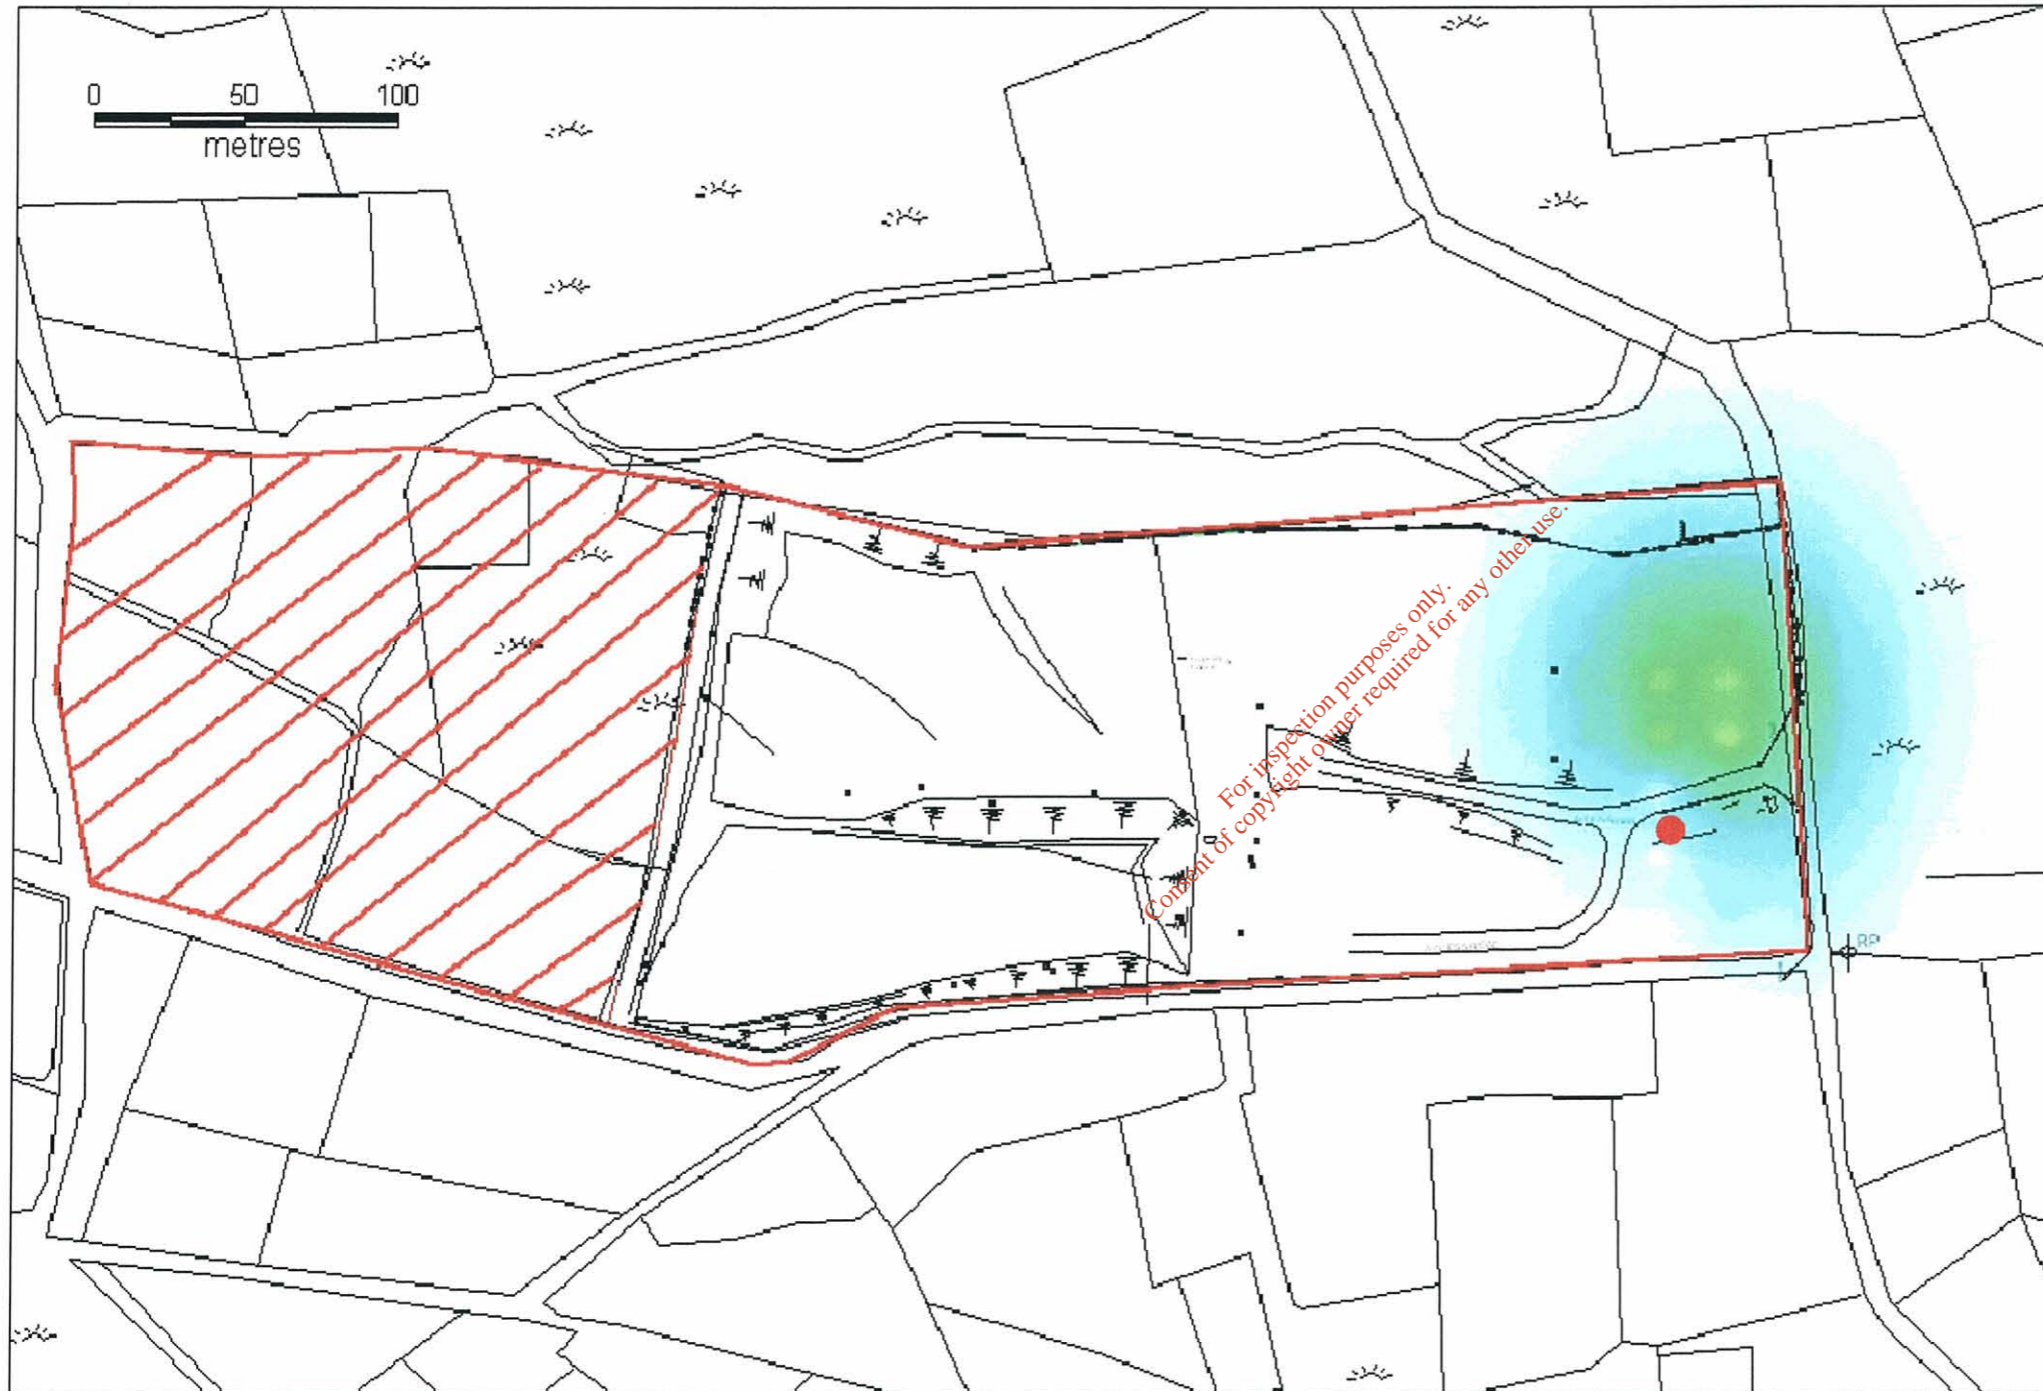 0 50 100
metres
For inspection purposes only.
Consent of copyright owner required for any other use.
RP